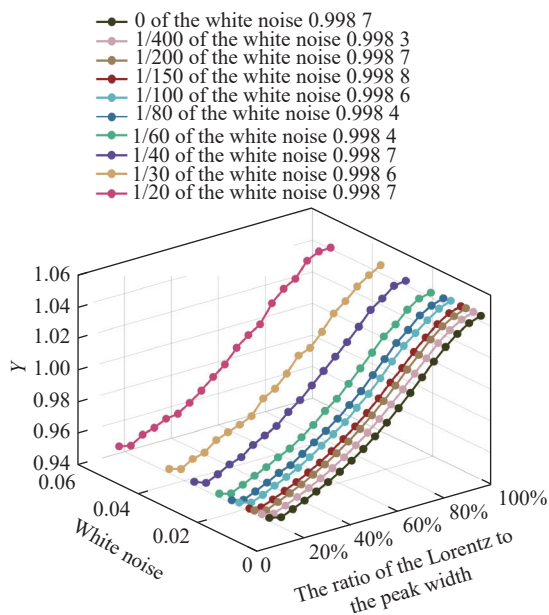 0 of the white noise 0.998 7
1/400 of the white noise 0.998 3
1/200 of the white noise 0.998 7
1/150 of the white noise 0.998 8
1/100 of the white noise 0.998 6
1/80 of the white noise 0.998 4
1/60 of the white noise 0.998 4
1/40 of the white noise 0.998 7
1/30 of the white noise 0.998 6
1/20 of the white noise 0.998 7
1.06
1.04
1.02
1.00
0.98
0.96
0.94
Y
0.06
0.04
0.02
0
White noise
0
20%
40%
60%
80%
100%
The ratio of the Lorentz to
the peak width